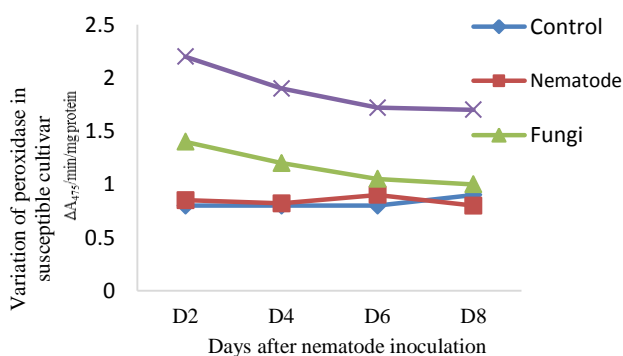 Variation of peroxidase in
susceptible cultivar
ΔA₄₇₅/min/mg protein
2.5
2
1.5
1
0.5
0
D2 D4 D6 D8
Days after nematode inoculation
Control
Nematode
Fungi